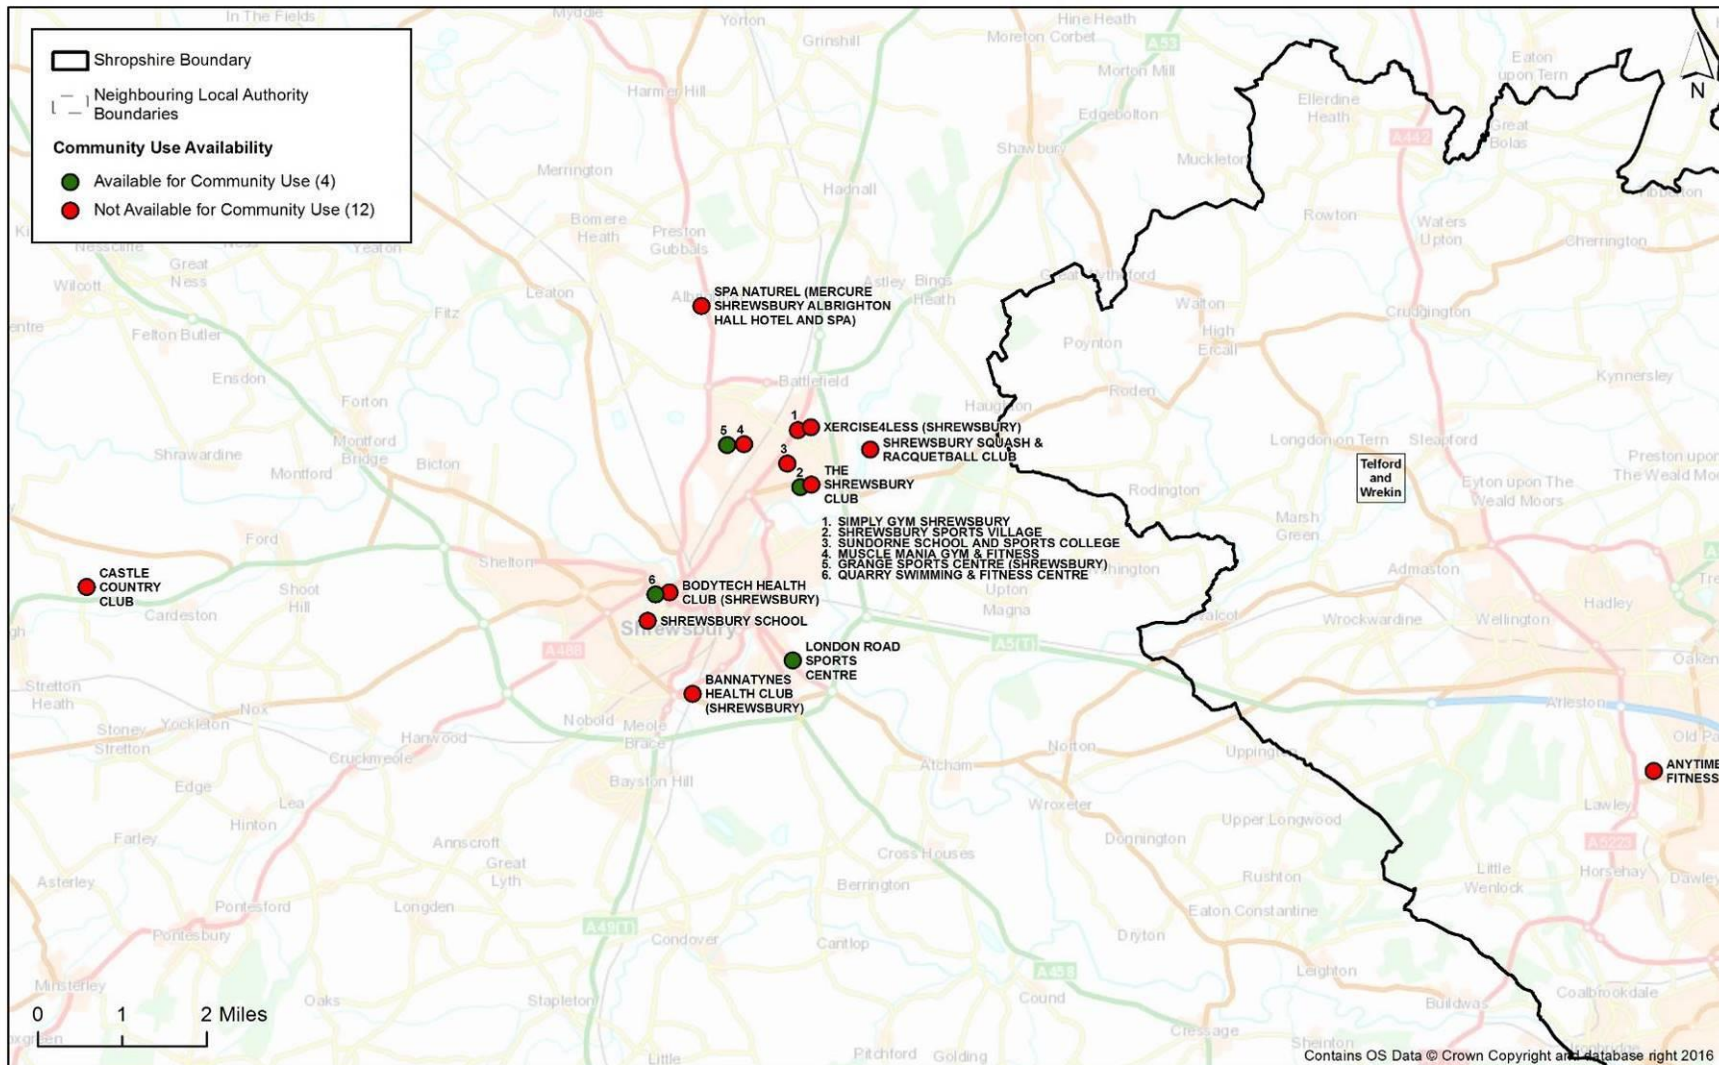 Shropshire Boundary
Neighbouring Local Authority
Boundaries
Community Use Availability
Available for Community Use (4)
Not Available for Community Use (12)
In The Fields
Myddle
Yorton
Grinshill
Hine Heath
Moreton Corbet
A53
Morton Mill
Eaton
upon Tern
N
Harmer Hill
Edgebolton
Ellerdine
Heath
A442
Great
Bolas
Shawbury
Muckleton
Merrington
Hadnall
Rowton
Waters
Upton
Cherrington
Bomere
Heath
Preston
Gubbals
Nesscliffe
Yeaton
Great
Ness
Wilcott
Leaton
Astley
Bings
Heath
Walton
Crudgington
Fitz
Felton Butler
SPA NATUREL (MERCURE
SHREWSBURY ALBRIGHTON
HALL HOTEL AND SPA)
Poynton
High
Ercall
Ensdon
Battlefield
Roden
Kynnersley
Forton
Haughton
1
XERCISE4LESS (SHREWSBURY)
5
4
SHREWSBURY SQUASH &
RACQUETBALL CLUB
3
2
THE
SHREWSBURY
CLUB
Montford
Bridge
Shrawardine
Montford
Bicton
Longdon on Tern
Sleapford
Telford
and
Wrekin
Preston upon
The Weald Moo
Eyton upon The
Weald Moors
Rodington
Marsh
Green
1. SIMPLY GYM SHREWSBURY
2. SHREWSBURY SPORTS VILLAGE
3. SUNDORNE SCHOOL AND SPORTS COLLEGE
4. MUSCLE MANIA GYM & FITNESS
5. GRANGE SPORTS CENTRE (SHREWSBURY)
6. QUARRY SWIMMING & FITNESS CENTRE
Ford
Shelton
Admaston
Upton
Magna
CASTLE
COUNTRY
CLUB
Cardeston
Shoot
Hill
6
BODYTECH HEALTH
CLUB (SHREWSBURY)
Shrewsbury
SHREWSBURY SCHOOL
Wrockwardine
Wellington
Hadley
A488
A5(T)
LONDON ROAD
SPORTS
CENTRE
BANNATYNES
HEALTH CLUB
(SHREWSBURY)
Stretton
Heath
Nox
Yockleton
Stoney
Stretton
Hanwood
Cruckmeole
Nobold
Meole
Brace
Bayston Hill
Norton
Uppington
Arleston
Atcham
ANYTIME
FITNESS
Edge
Lea
Hinton
Wroxeter
Upper Longwood
Lawley
Farley
Annscroft
Great
Lyth
Donnington
A5223
Cross Houses
Rushton
Little
Wenlock
Horsehay
Dawley
Asterley
Berrington
Pontesford
Longden
Eaton Constantine
A49(T)
Pontesbury
Condover
Cantlop
Dryton
A458
Leighton
Minsterley
Oaks
Stapleton
Cound
Buildwas
Coalbrookdale
0 1 2 Miles
Little
Pitchford
Golding
Cressage
Sheinton
Contains OS Data © Crown Copyright and database right 2016